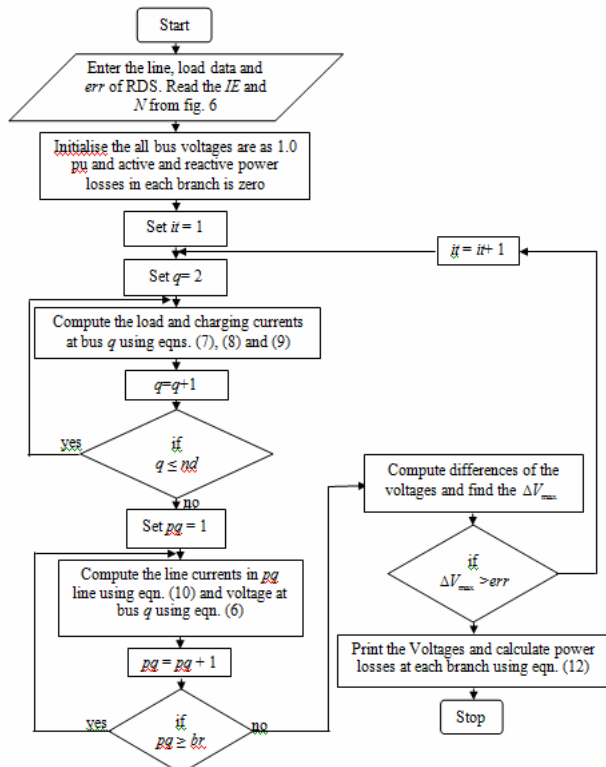 Start
Enter the line, load data and
err of RDS. Read the IE and
N from fig. 6
Initialise the all bus voltages are as 1.0
pu and active and reactive power
losses in each branch is zero
Set it = 1
it = it+ 1
Set q= 2
Compute the load and charging currents
at bus q using eqns. (7), (8) and (9)
q=q+1
yes
if
q ≤ nd
no
Set pq = 1
Compute the line currents in pq
line using eqn. (10) and voltage at
bus q using eqn. (6)
pq = pq + 1
yes
if
pq ≥ br
no
Compute differences of the
voltages and find the ΔVmax
if
ΔVmax >err
Print the Voltages and calculate power
losses at each branch using eqn. (12)
Stop